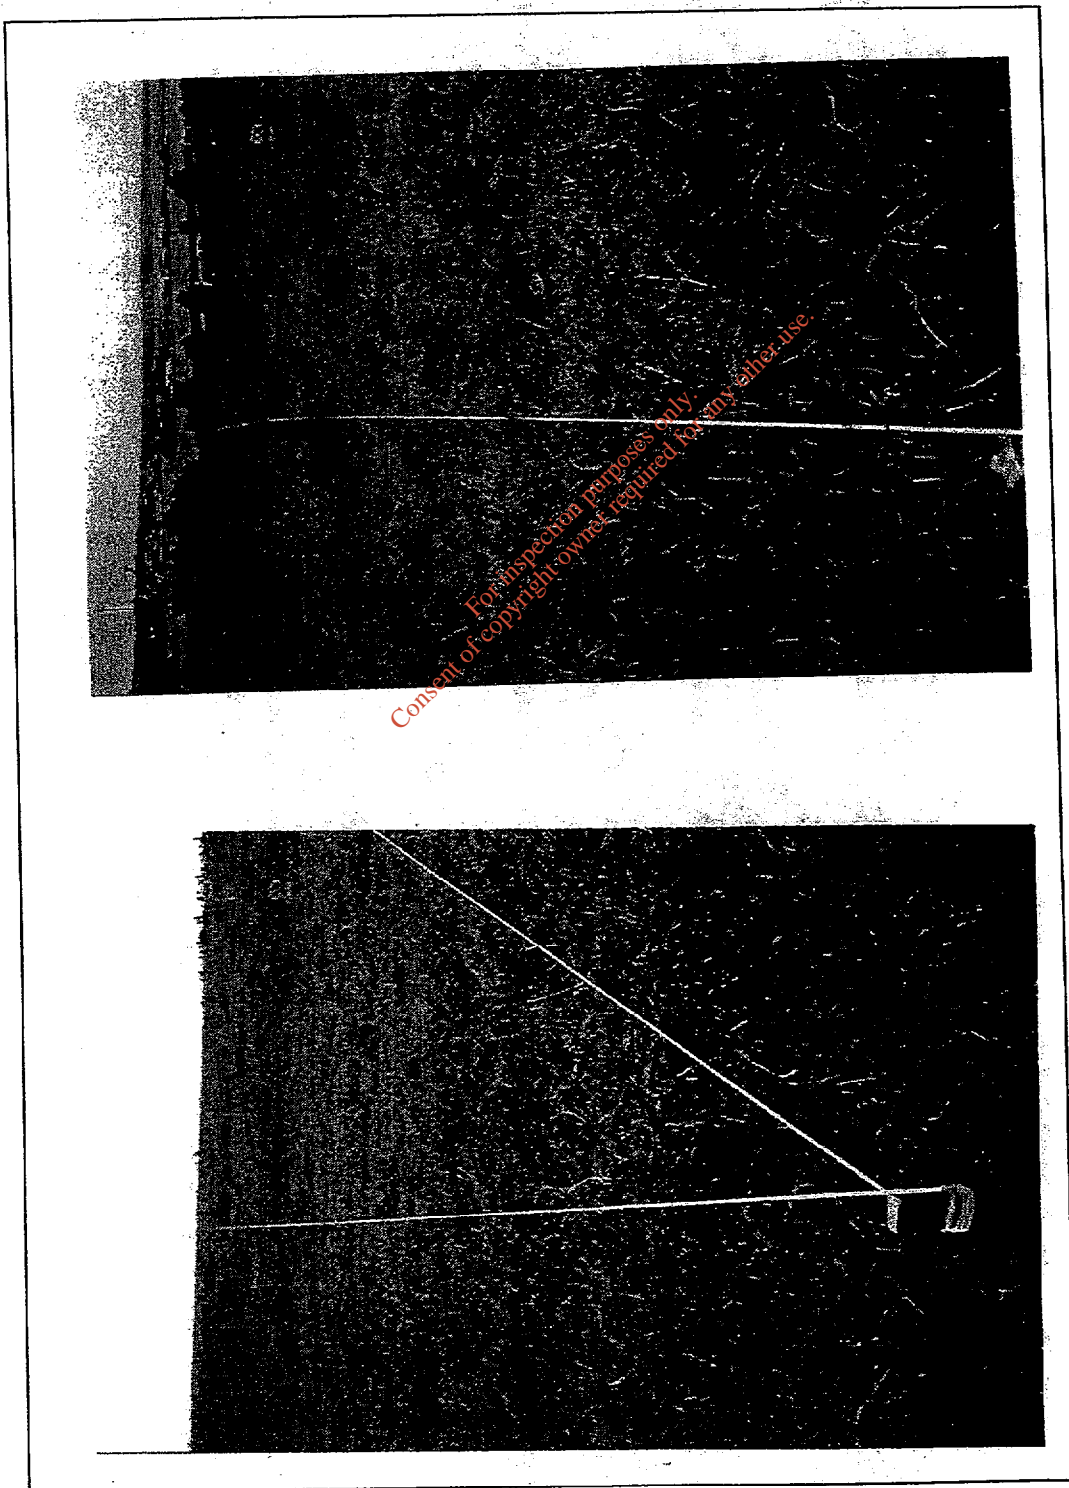 For inspection purposes only.
Consent of copyright owner required for any other use.